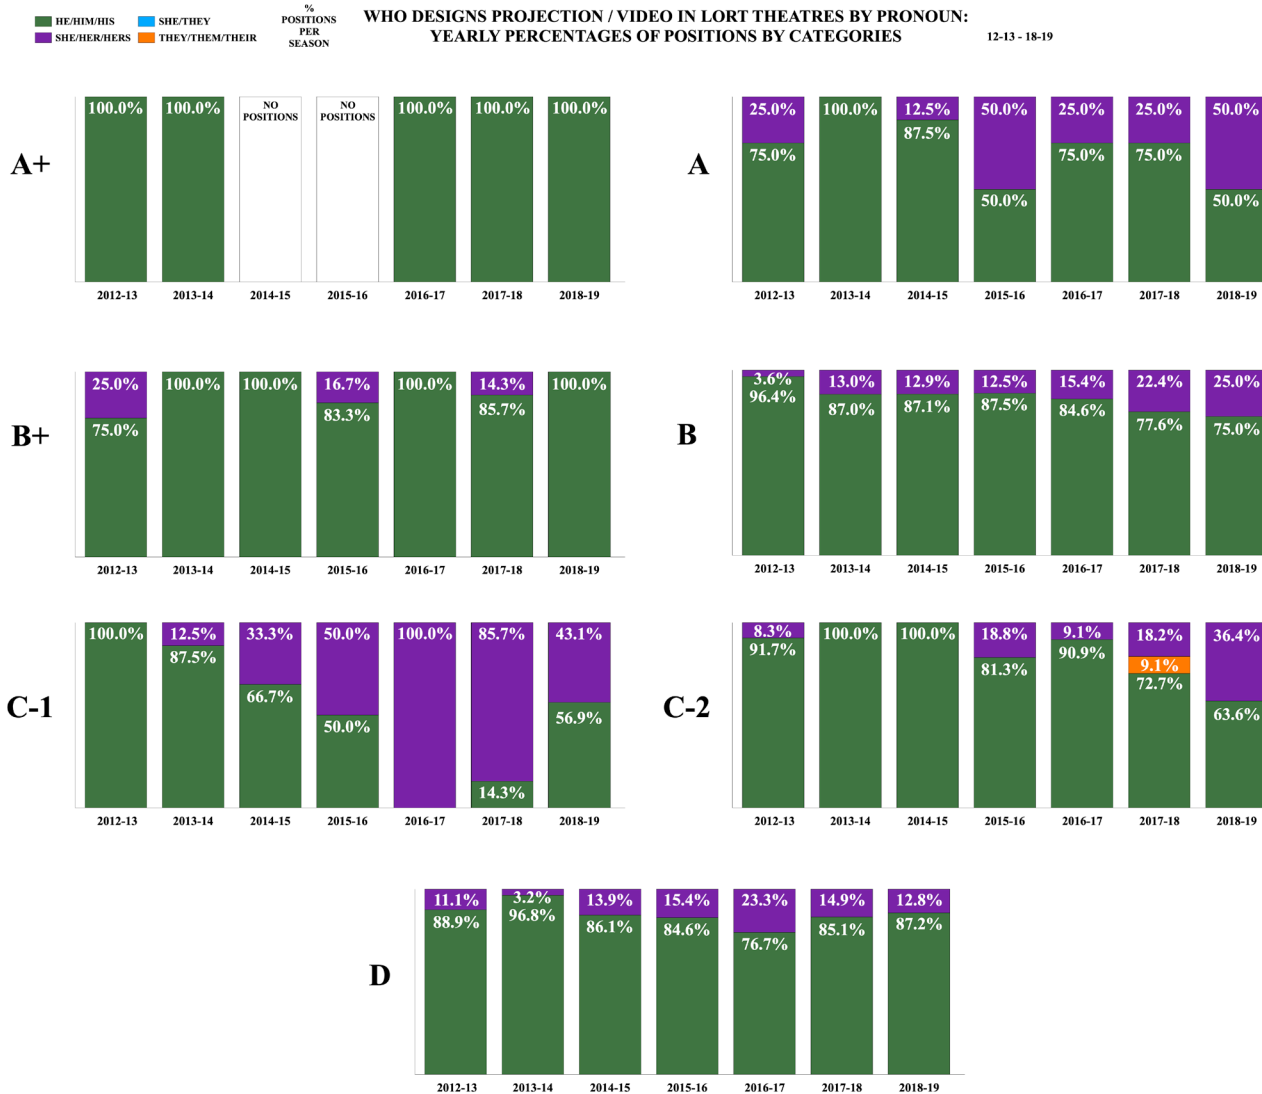 HE/HIM/HIS
SHE/THEY
SHE/HER/HERS
THEY/THEM/THEIR
%
POSITIONS
PER
SEASON
WHO DESIGNS PROJECTION / VIDEO IN LORT THEATRES BY PRONOUN:
YEARLY PERCENTAGES OF POSITIONS BY CATEGORIES
12-13 - 18-19
A+
100.0% 100.0% NO POSITIONS NO POSITIONS 100.0% 100.0% 100.0%
2012-13 2013-14 2014-15 2015-16 2016-17 2017-18 2018-19
A
25.0% 100.0% 12.5% 50.0% 25.0% 25.0% 50.0%
75.0% 87.5% 50.0% 75.0% 75.0% 50.0%
2012-13 2013-14 2014-15 2015-16 2016-17 2017-18 2018-19
B+
25.0% 100.0% 100.0% 16.7% 100.0% 14.3% 100.0%
75.0% 83.3% 85.7%
2012-13 2013-14 2014-15 2015-16 2016-17 2017-18 2018-19
B
3.6% 13.0% 12.9% 12.5% 15.4% 22.4% 25.0%
96.4% 87.0% 87.1% 87.5% 84.6% 77.6% 75.0%
2012-13 2013-14 2014-15 2015-16 2016-17 2017-18 2018-19
C-1
100.0% 12.5% 33.3% 50.0% 100.0% 85.7% 43.1%
87.5% 66.7% 50.0% 14.3% 56.9%
2012-13 2013-14 2014-15 2015-16 2016-17 2017-18 2018-19
C-2
8.3% 100.0% 100.0% 18.8% 9.1% 18.2% 36.4%
9.1%
91.7% 81.3% 90.9% 72.7% 63.6%
2012-13 2013-14 2014-15 2015-16 2016-17 2017-18 2018-19
D
11.1% 3.2% 13.9% 15.4% 23.3% 14.9% 12.8%
88.9% 96.8% 86.1% 84.6% 76.7% 85.1% 87.2%
2012-13 2013-14 2014-15 2015-16 2016-17 2017-18 2018-19